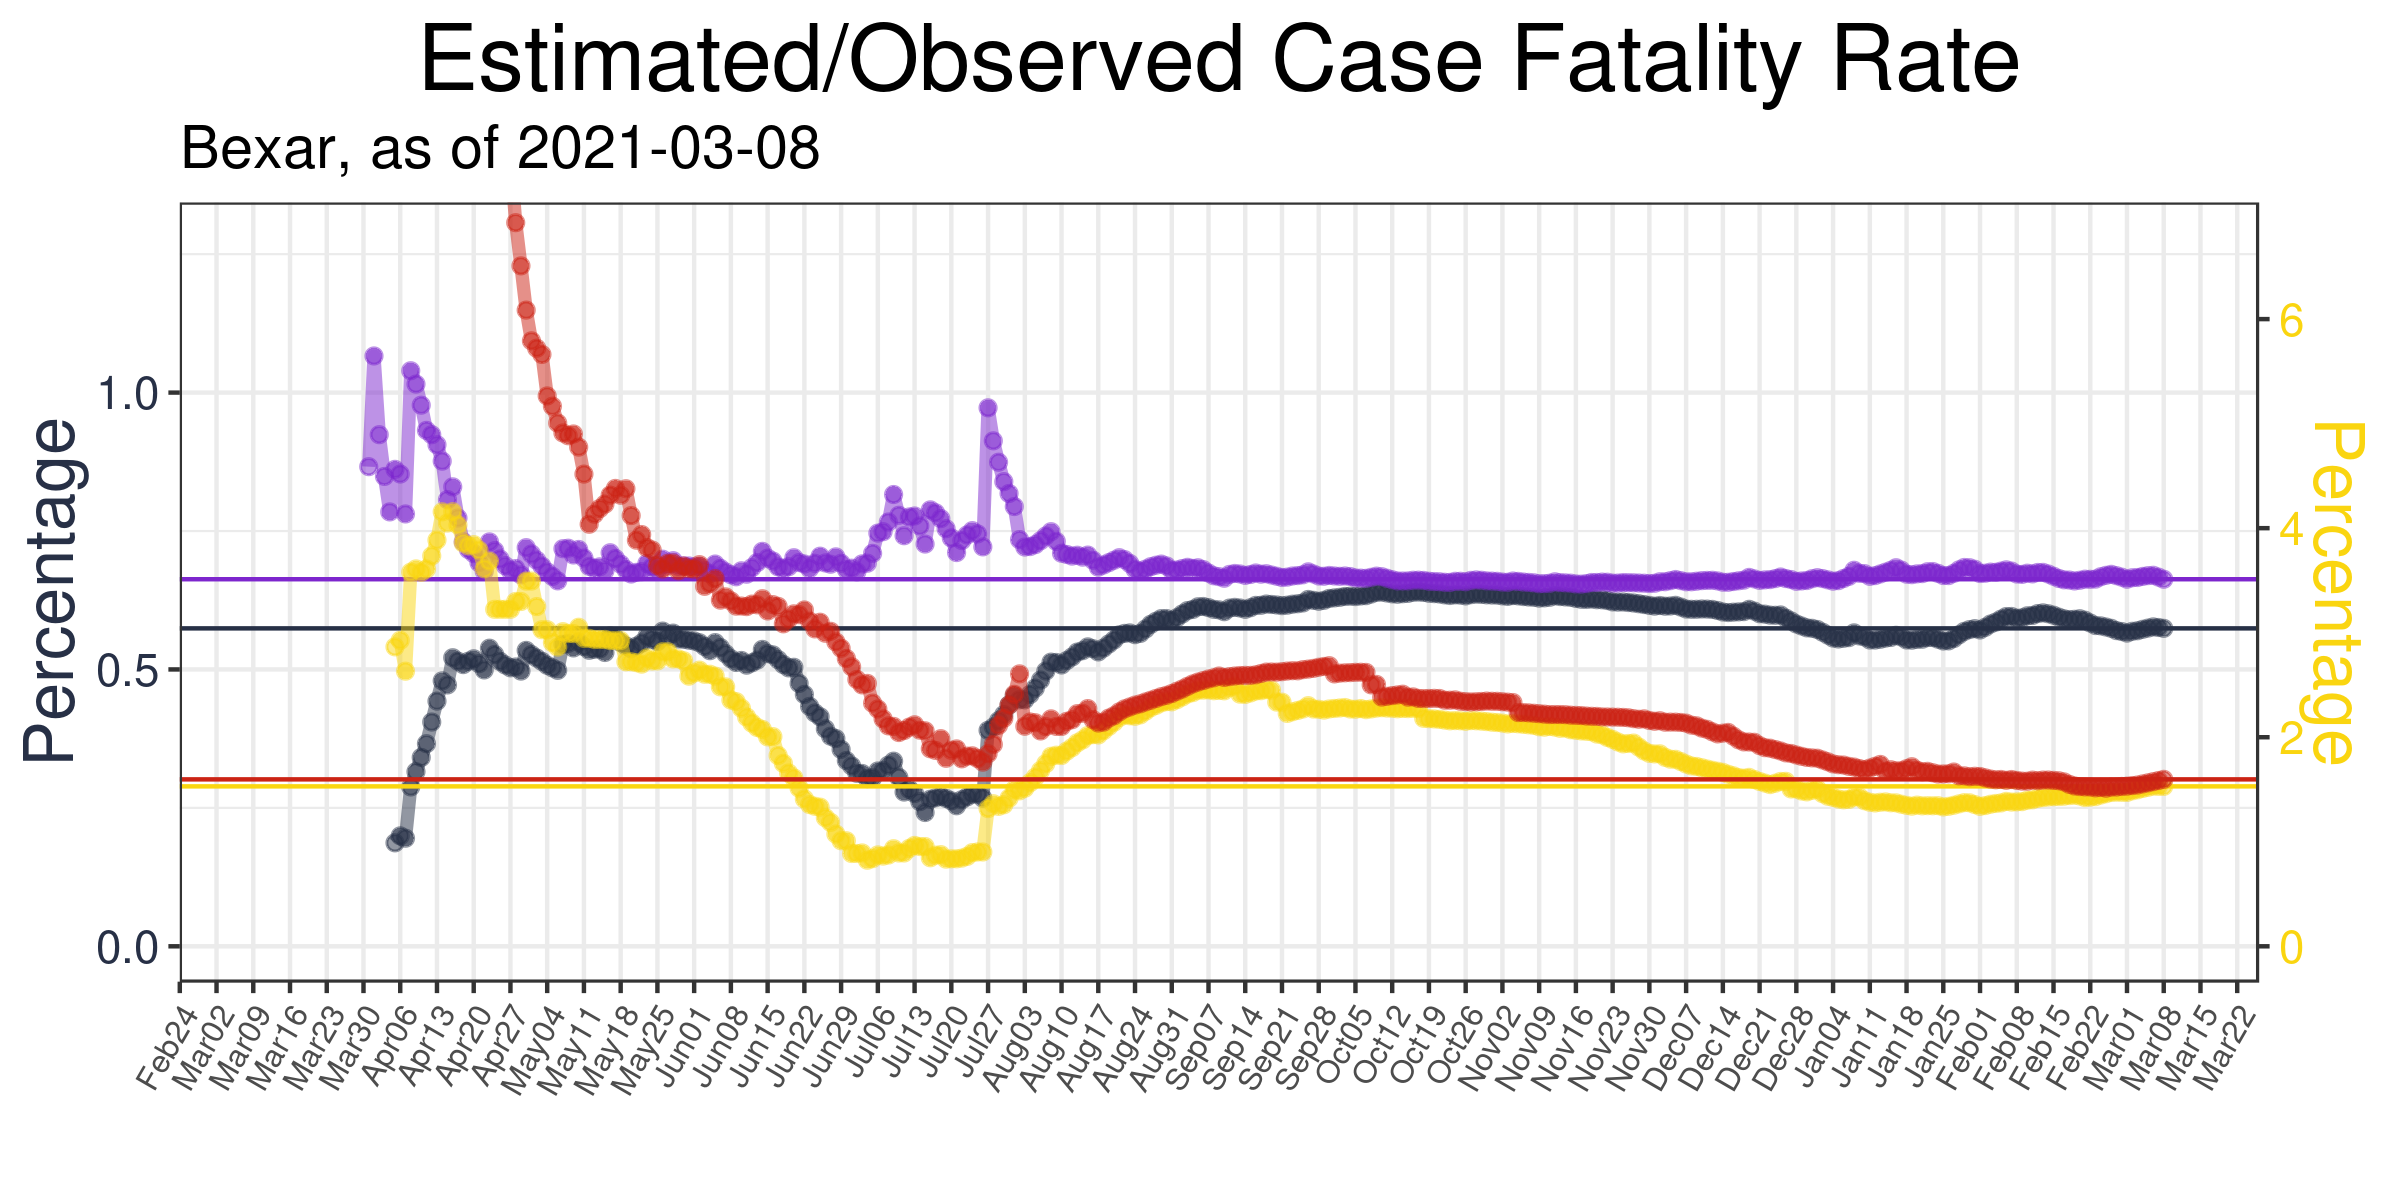 Estimated/Observed Case Fatality Rate
Bexar, as of 2021-03-08
Percentage
1.0
0.5
0.0
6
4
2
0
Percentage
Feb24
Mar02
Mar09
Mar16
Mar23
Mar30
Apr06
Apr13
Apr20
Apr27
May04
May11
May18
May25
Jun01
Jun08
Jun15
Jun22
Jun29
Jul06
Jul13
Jul20
Jul27
Aug03
Aug10
Aug17
Aug24
Aug31
Sep07
Sep14
Sep21
Sep28
Oct05
Oct12
Oct19
Oct26
Nov02
Nov09
Nov16
Nov23
Nov30
Dec07
Dec14
Dec21
Dec28
Jan04
Jan11
Jan18
Jan25
Feb01
Feb08
Feb15
Feb22
Mar01
Mar08
Mar15
Mar22